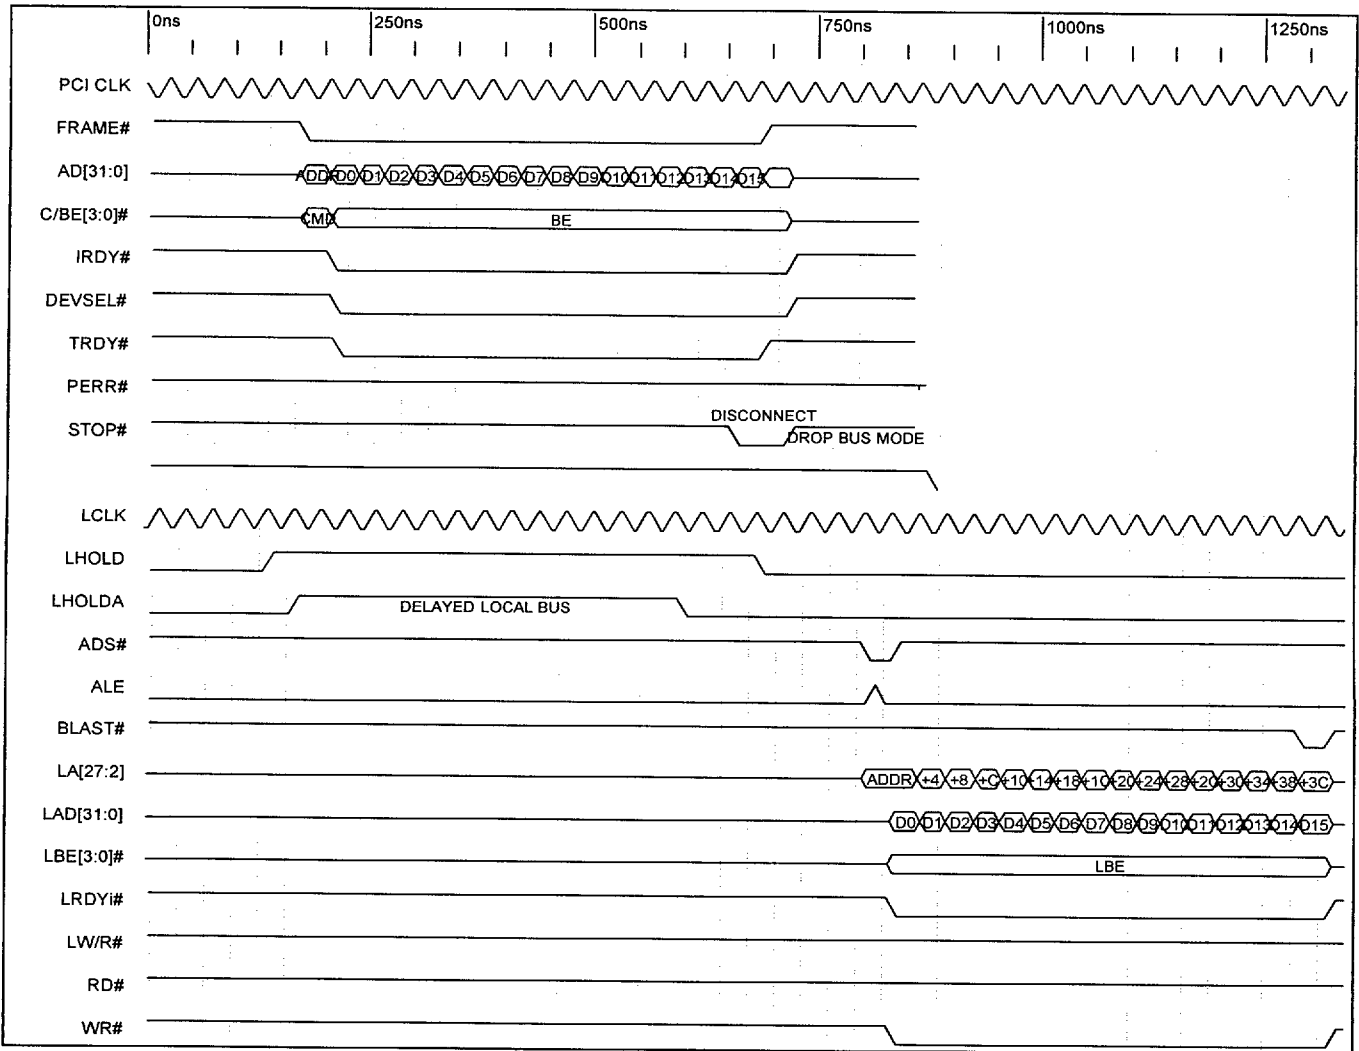 0ns 250ns 500ns 750ns 1000ns 1250ns
PCI CLK
FRAME#
AD[31:0] ADDR D0 D1 D2 D3 D4 D5 D6 D7 D8 D9 D10 D11 D12 D13 D14 D15
C/BE[3:0]# CMD BE
IRDY#
DEVSEL#
TRDY#
PERR#
DISCONNECT
STOP# DROP BUS MODE
LCLK
LHOLD
LHOLDA DELAYED LOCAL BUS
ADS#
ALE
BLAST#
LA[27:2] ADDR +4 +8 +C +10 +14 +18 +10 +20 +24 +28 +20 +30 +34 +38 +3C
LAD[31:0] D0 D1 D2 D3 D4 D5 D6 D7 D8 D9 D10 D11 D12 D13 D14 D15
LBE[3:0]# LBE
LRDYi#
LW/R#
RD#
WR#